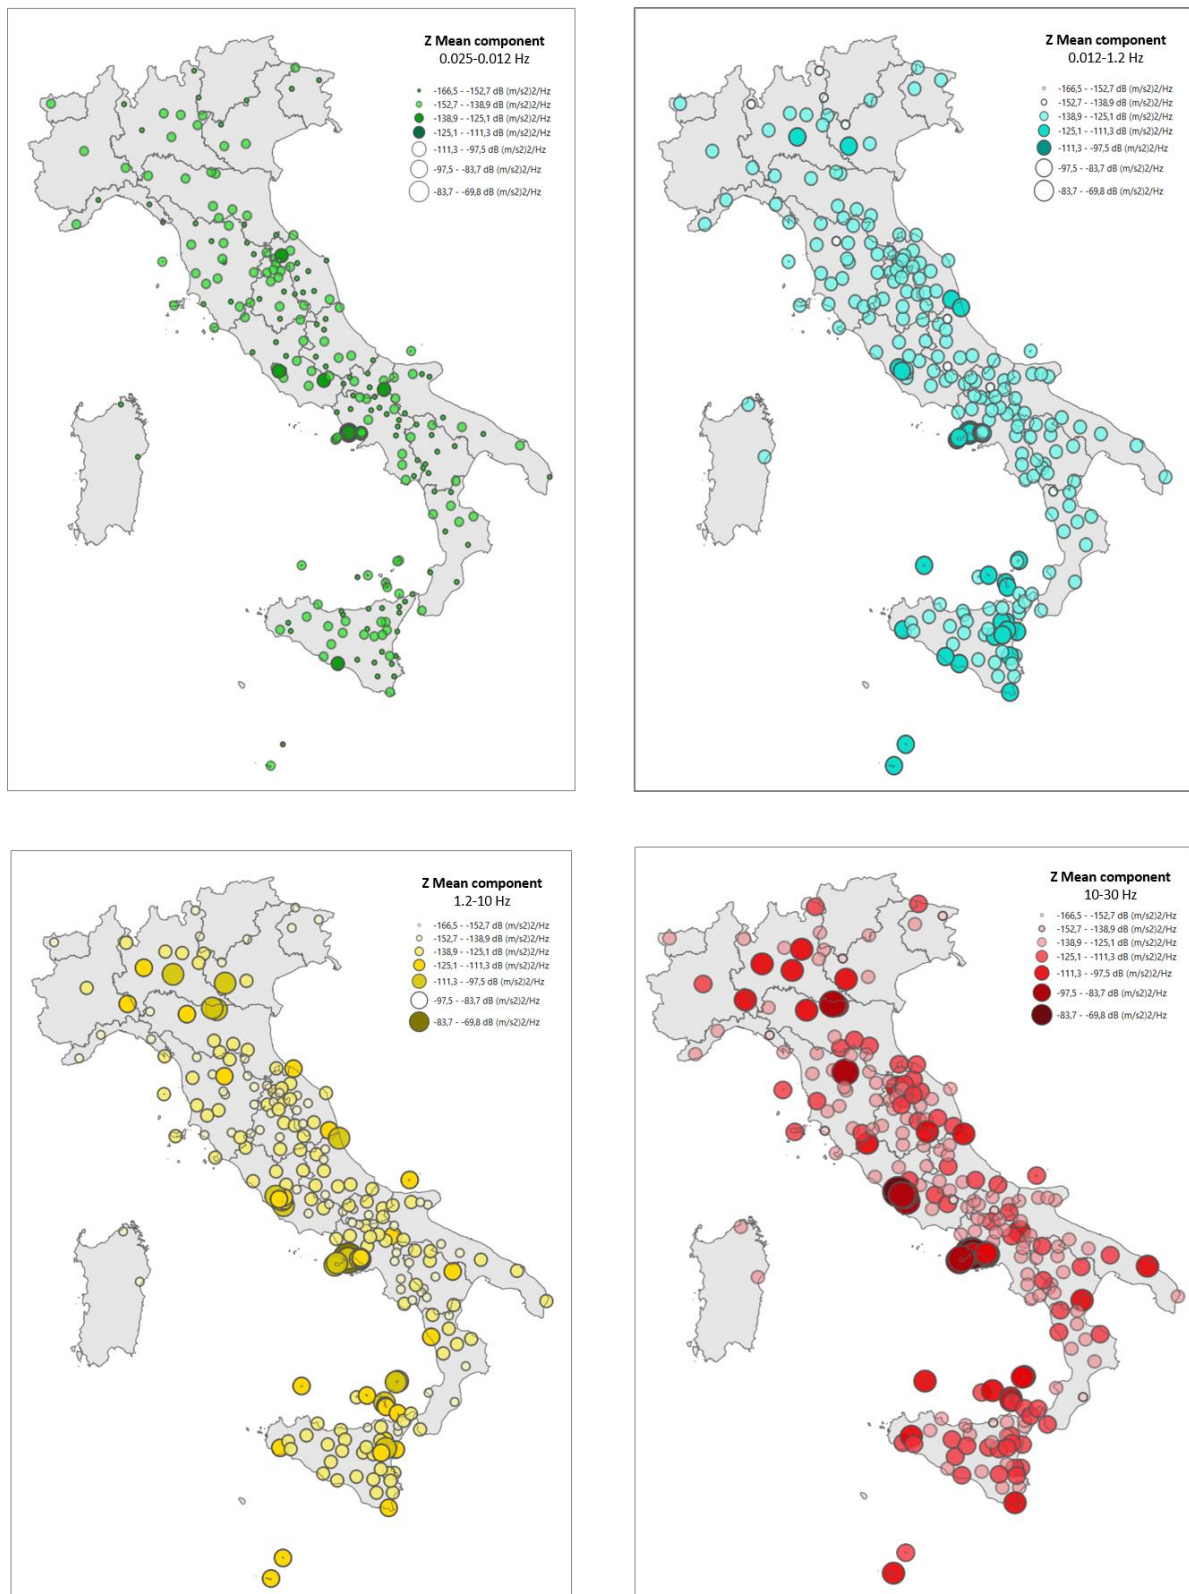 Z Mean component
0.025-0.012 Hz
-166,5 - -152,7 dB (m/s2)2/Hz
-152,7 - -138,9 dB (m/s2)2/Hz
-138,9 - -125,1 dB (m/s2)2/Hz
-125,1 - -111,3 dB (m/s2)2/Hz
-111,3 - -97,5 dB (m/s2)2/Hz
-97,5 - -83,7 dB (m/s2)2/Hz
-83,7 - -69,8 dB (m/s2)2/Hz
Z Mean component
0.012-1.2 Hz
-166,5 - -152,7 dB (m/s2)2/Hz
-152,7 - -138,9 dB (m/s2)2/Hz
-138,9 - -125,1 dB (m/s2)2/Hz
-125,1 - -111,3 dB (m/s2)2/Hz
-111,3 - -97,5 dB (m/s2)2/Hz
-97,5 - -83,7 dB (m/s2)2/Hz
-83,7 - -69,8 dB (m/s2)2/Hz
Z Mean component
1.2-10 Hz
-166,5 - -152,7 dB (m/s2)2/Hz
-152,7 - -138,9 dB (m/s2)2/Hz
-138,9 - -125,1 dB (m/s2)2/Hz
-125,1 - -111,3 dB (m/s2)2/Hz
-111,3 - -97,5 dB (m/s2)2/Hz
-97,5 - -83,7 dB (m/s2)2/Hz
-83,7 - -69,8 dB (m/s2)2/Hz
Z Mean component
10-30 Hz
-166,5 - -152,7 dB (m/s2)2/Hz
-152,7 - -138,9 dB (m/s2)2/Hz
-138,9 - -125,1 dB (m/s2)2/Hz
-125,1 - -111,3 dB (m/s2)2/Hz
-111,3 - -97,5 dB (m/s2)2/Hz
-97,5 - -83,7 dB (m/s2)2/Hz
-83,7 - -69,8 dB (m/s2)2/Hz